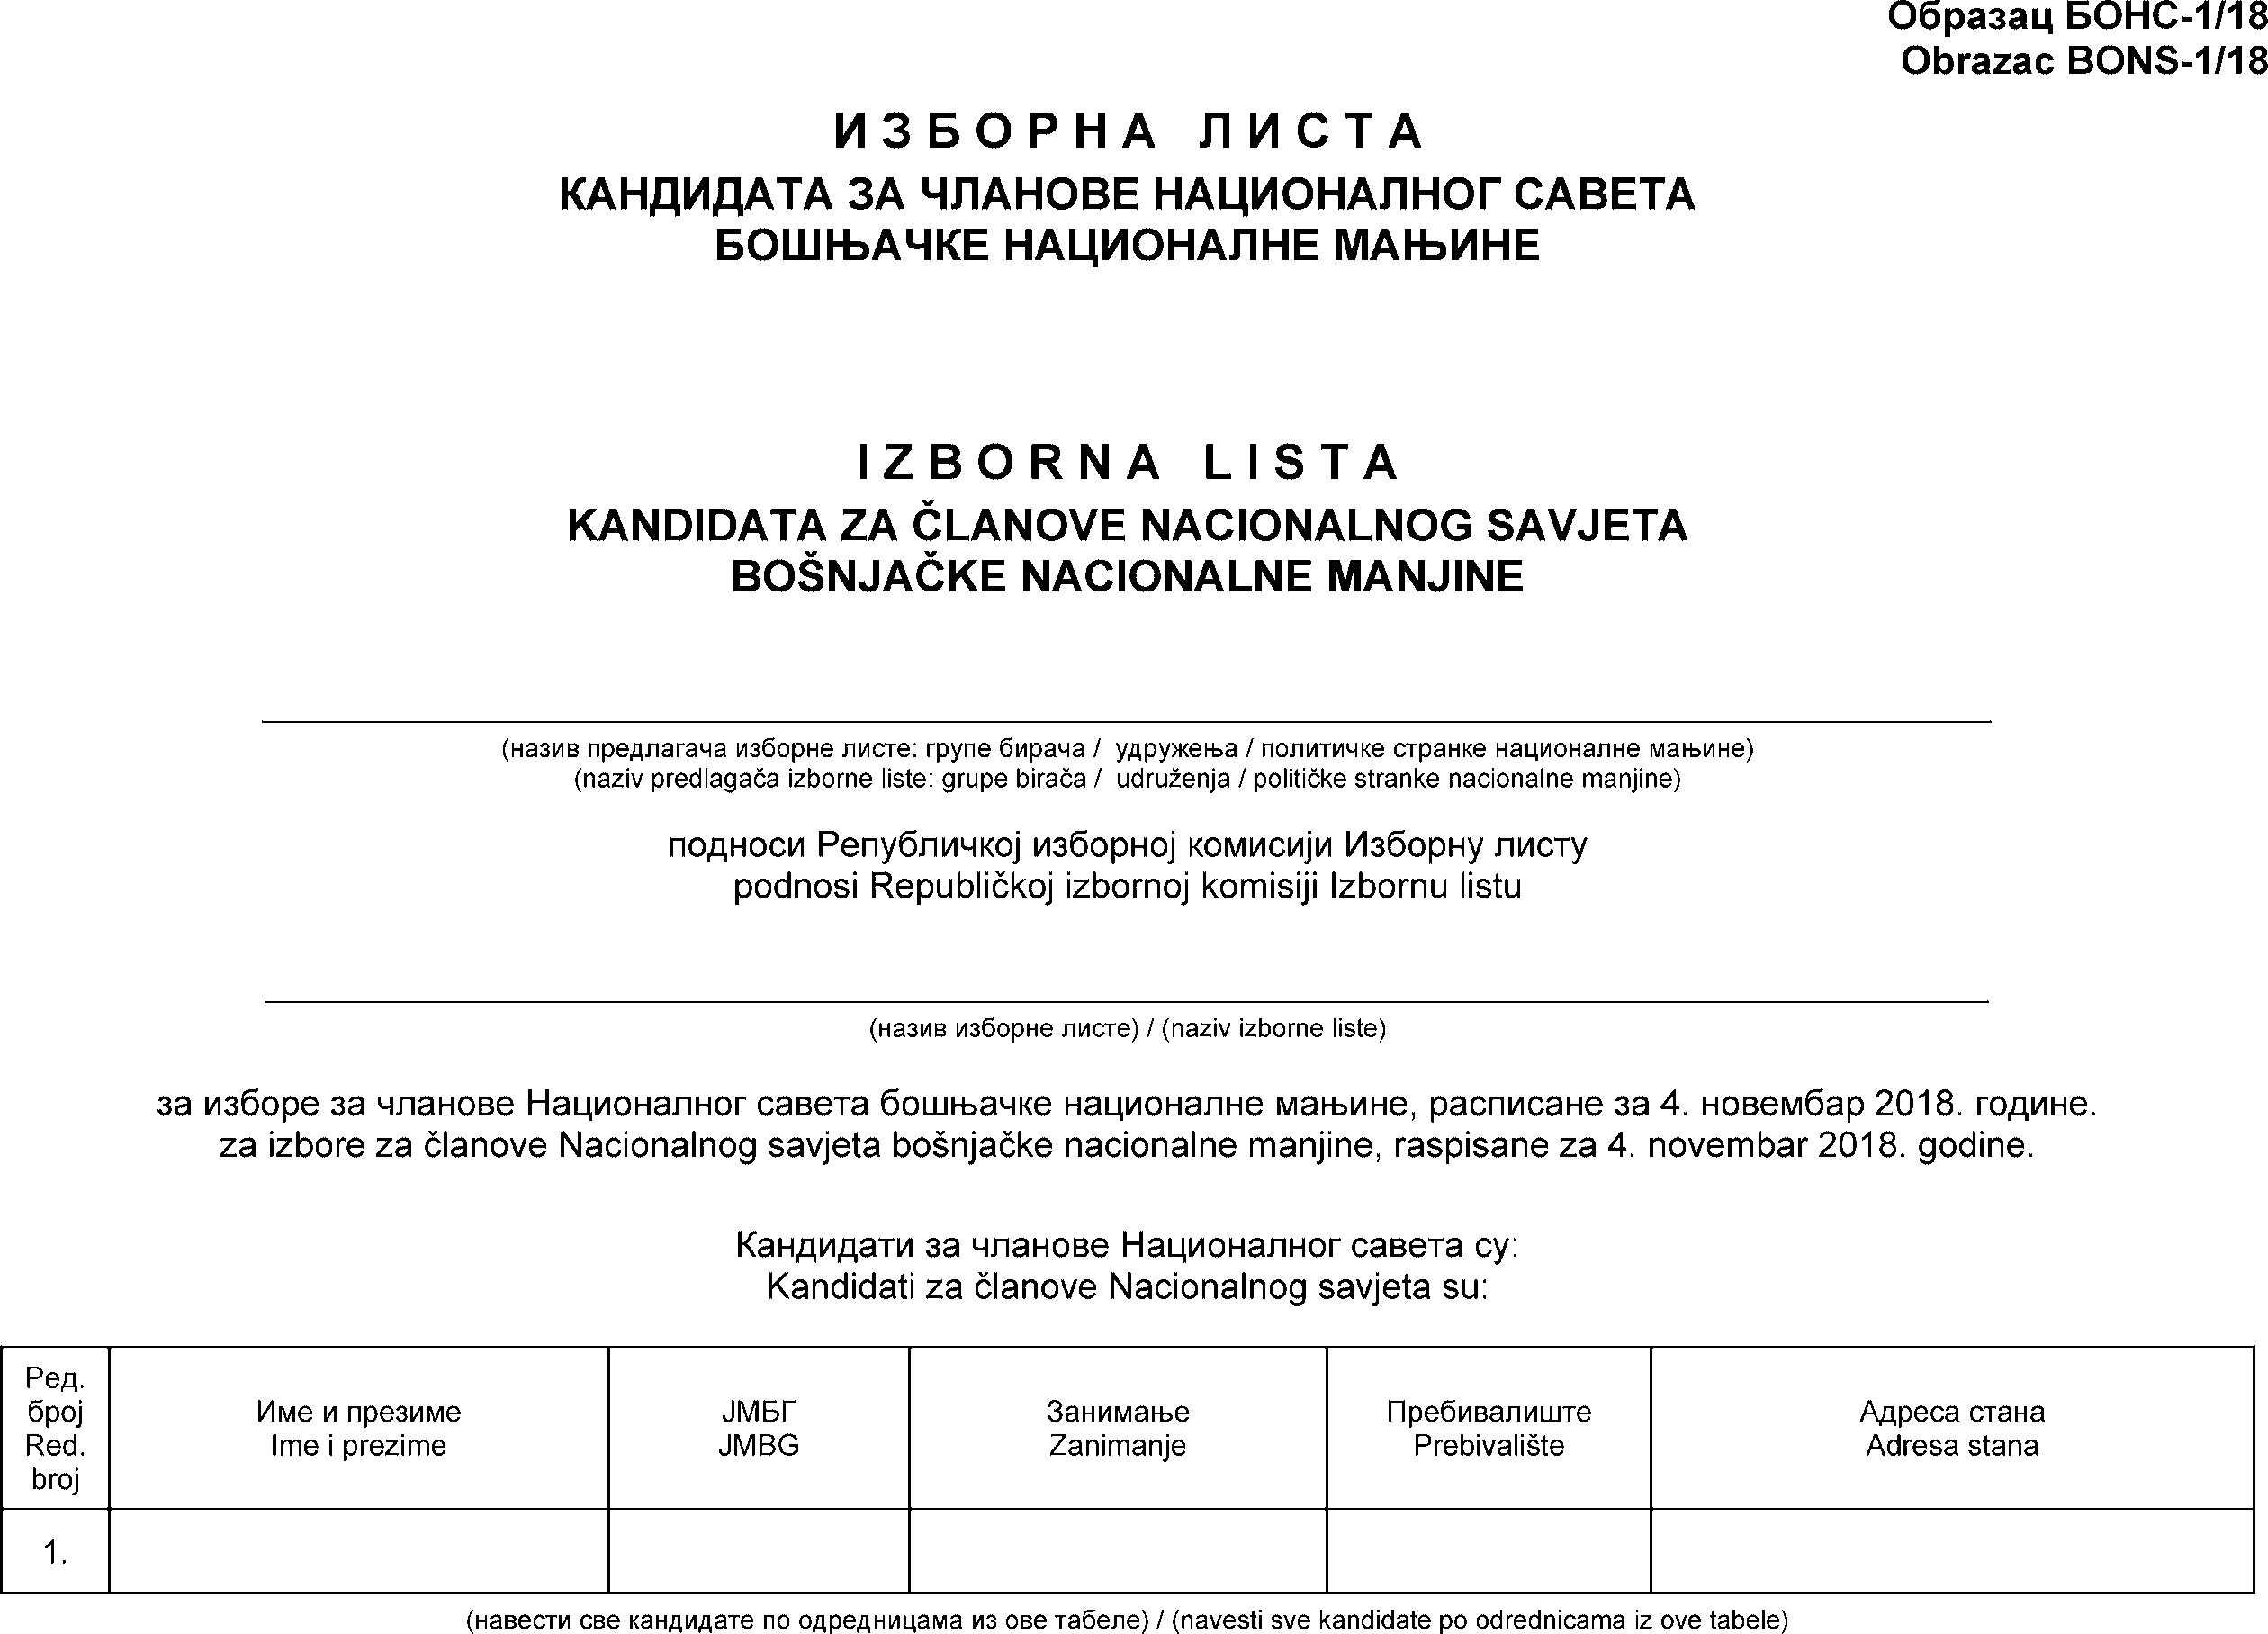 Образац БОНС-1/18
Obrazac BONS-1/18
И З Б О Р Н А   Л И С Т А
КАНДИДАТА ЗА ЧЛАНОВЕ НАЦИОНАЛНОГ САВЕТА
БОШЊАЧКЕ НАЦИОНАЛНЕ МАЊИНЕ
I Z B O R N A   L I S T A
KANDIDATA ZA ČLANOVE NACIONALNOG SAVJETA
BOŠNJAČKE NACIONALNE MANJINE
(назив предлагача изборне листе: групе бирача /  удружења / политичке странке националне мањине)
(naziv predlagača izborne liste: grupe birača /  udruženja / političke stranke nacionalne manjine)
подноси Републичкој изборној комисији Изборну листу
podnosi Republičkoj izbornoj komisiji Izbornu listu
(назив изборне листе) / (naziv izborne liste)
за изборе за чланове Националног савета бошњачке националне мањине, расписане за 4. новембар 2018. године.
za izbore za članove Nacionalnog savjeta bošnjačke nacionalne manjine, raspisane za 4. novembar 2018. godine.
Кандидати за чланове Националног савета су:
Kandidati za članove Nacionalnog savjeta su:
Ред.
број
Red.
broj
Име и презиме
Ime i prezime
ЈМБГ
JMBG
Занимање
Zanimanje
Пребивалиште
Prebivalište
Адреса стана
Adresa stana
1.
(навести све кандидате по одредницама из ове табеле) / (navesti sve kandidate po odrednicama iz ove tabele)